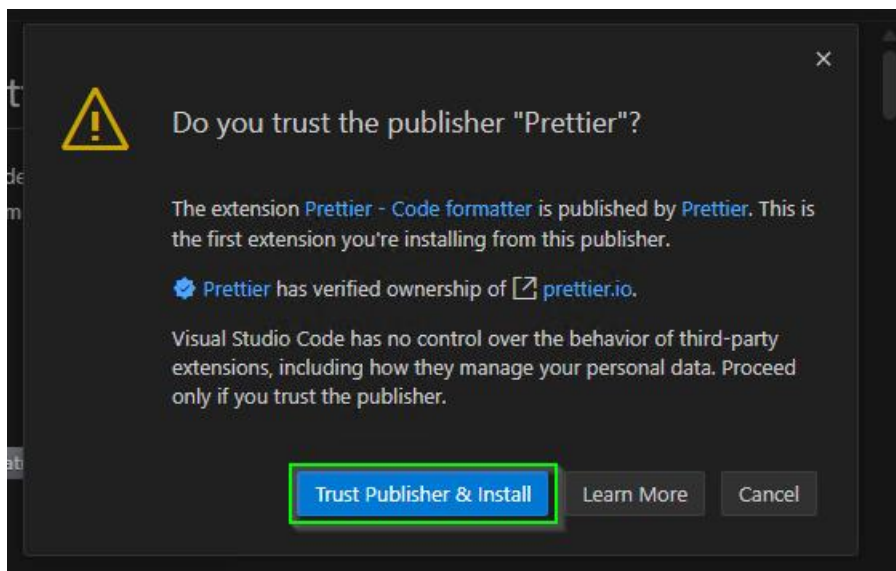 Do you trust the publisher "Prettier"?
The extension Prettier - Code formatter is published by Prettier. This is
the first extension you're installing from this publisher.
Prettier has verified ownership of prettier.io.
Visual Studio Code has no control over the behavior of third-party
extensions, including how they manage your personal data. Proceed
only if you trust the publisher.
Trust Publisher & Install
Learn More
Cancel